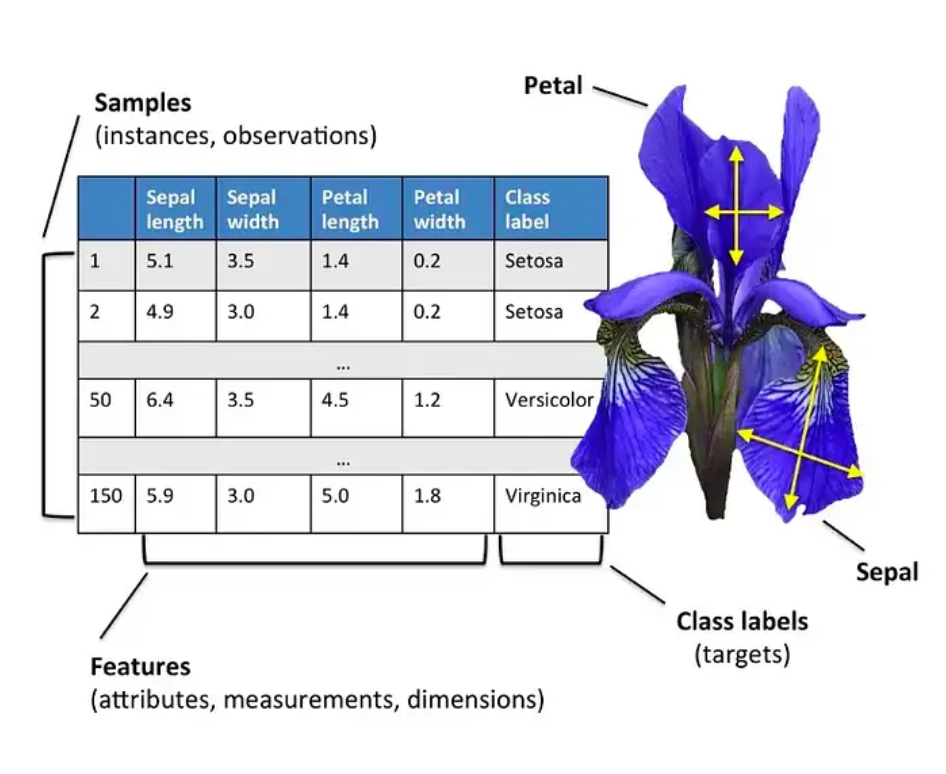 Petal
Samples
(instances, observations)
Sepal length Sepal width Petal length Petal width Class label
1 5.1 3.5 1.4 0.2 Setosa
2 4.9 3.0 1.4 0.2 Setosa
...
50 6.4 3.5 4.5 1.2 Versicolor
...
150 5.9 3.0 5.0 1.8 Virginica
Sepal
Class labels
(targets)
Features
(attributes, measurements, dimensions)